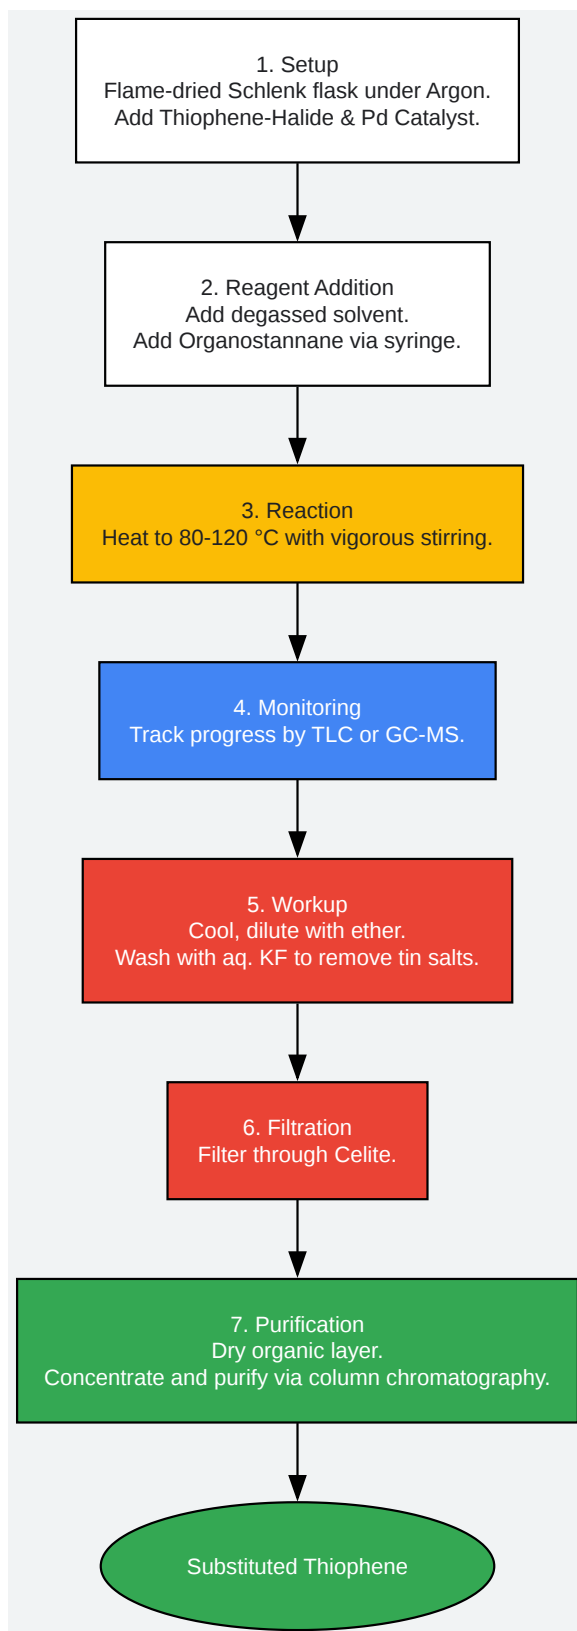 1. Setup
Flame-dried Schlenk flask under Argon.
Add Thiophene-Halide & Pd Catalyst.
2. Reagent Addition
Add degassed solvent.
Add Organostannane via syringe.
3. Reaction
Heat to 80-120 °C with vigorous stirring.
4. Monitoring
Track progress by TLC or GC-MS.
5. Workup
Cool, dilute with ether.
Wash with aq. KF to remove tin salts.
6. Filtration
Filter through Celite.
7. Purification
Dry organic layer.
Concentrate and purify via column chromatography.
Substituted Thiophene